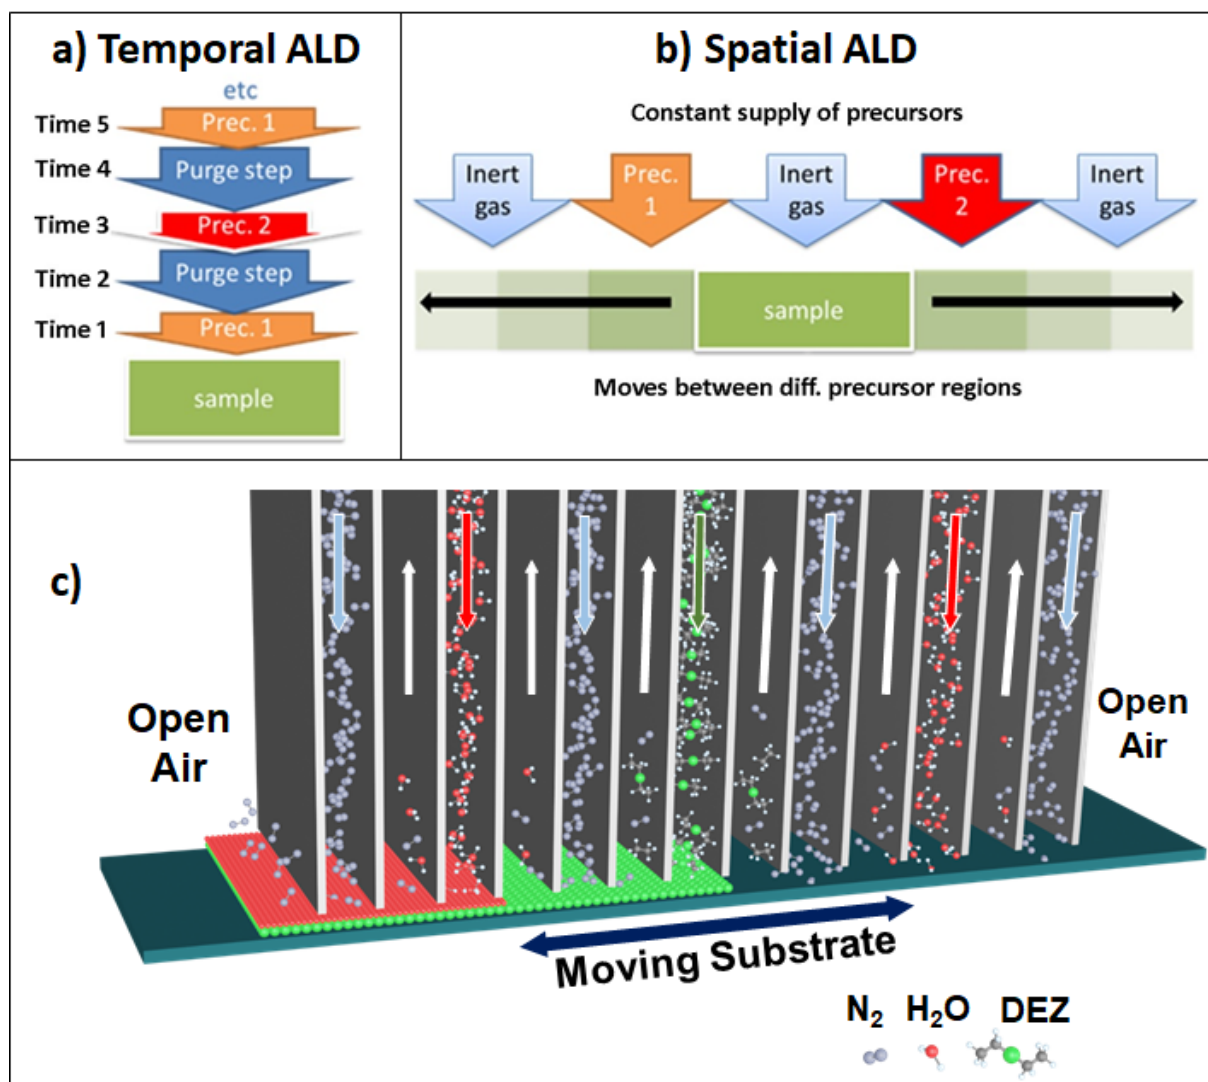 a) Temporal ALD
etc
Time 5 Prec. 1
Time 4 Purge step
Time 3 Prec. 2
Time 2 Purge step
Time 1 Prec. 1
sample
b) Spatial ALD
Constant supply of precursors
Inert
gas
Prec.
1
Inert
gas
Prec.
2
Inert
gas
sample
Moves between diff. precursor regions
c)
Open
Air
Open
Air
Moving Substrate
N₂ H₂O DEZ